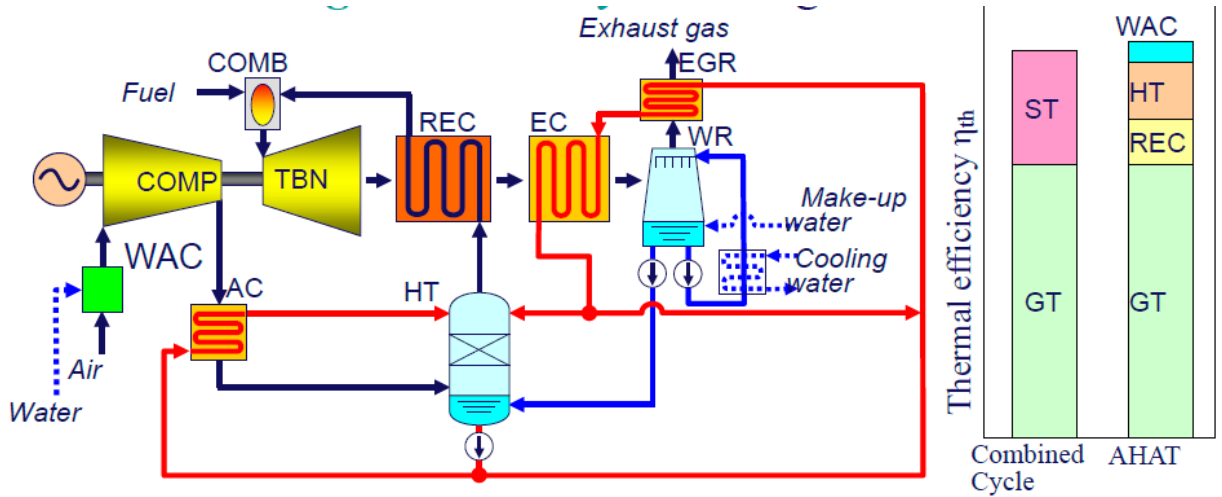 Exhaust gas
WAC
COMB
EGR
Fuel
REC
EC
WR
ST
HT
REC
COMP
TBN
Make-up
water
WAC
AC
HT
Cooling
water
GT
GT
Air
Water
Thermal efficiency ηth
Combined
Cycle
AHAT